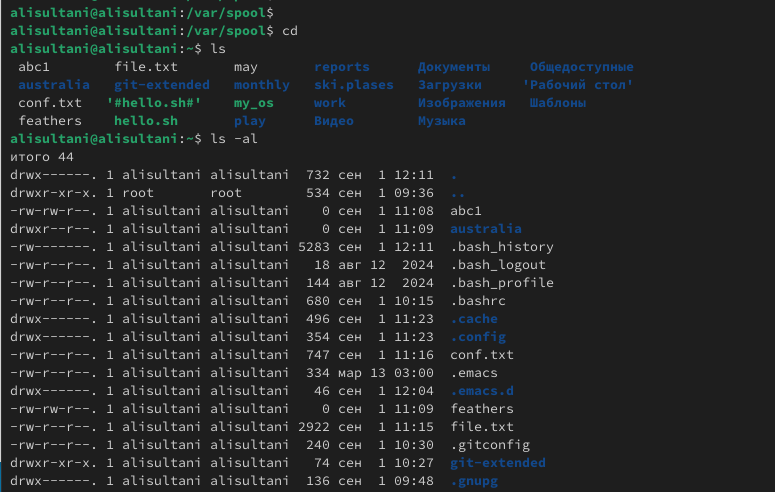 alisultani@alisultani:/var/spool$
alisultani@alisultani:/var/spool$ cd
alisultani@alisultani:~$ ls
abc1 file.txt may reports Документы Общедоступные
australia git-extended monthly ski.plases Загрузки 'Рабочий стол'
conf.txt '#hello.sh#' my_os work Изображения Шаблоны
feathers hello.sh play Видео Музыка
alisultani@alisultani:~$ ls -al
итого 44
drwx------. 1 alisultani alisultani 732 сен 1 12:11 .
drwxr-xr-x. 1 root root 534 сен 1 09:36 ..
-rw-rw-r--. 1 alisultani alisultani 0 сен 1 11:08 abc1
drwxr--r--. 1 alisultani alisultani 0 сен 1 11:09 australia
-rw-------. 1 alisultani alisultani 5283 сен 1 12:11 .bash_history
-rw-r--r--. 1 alisultani alisultani 18 авг 12 2024 .bash_logout
-rw-r--r--. 1 alisultani alisultani 144 авг 12 2024 .bash_profile
-rw-r--r--. 1 alisultani alisultani 680 сен 1 10:15 .bashrc
drwx------. 1 alisultani alisultani 496 сен 1 11:23 .cache
drwx------. 1 alisultani alisultani 354 сен 1 11:23 .config
-rw-r--r--. 1 alisultani alisultani 747 сен 1 11:16 conf.txt
-rw-r--r--. 1 alisultani alisultani 334 мар 13 03:00 .emacs
drwx------. 1 alisultani alisultani 46 сен 1 12:04 .emacs.d
-rw-rw-r--. 1 alisultani alisultani 0 сен 1 11:09 feathers
-rw-r--r--. 1 alisultani alisultani 2922 сен 1 11:15 file.txt
-rw-r--r--. 1 alisultani alisultani 240 сен 1 10:30 .gitconfig
drwxr-xr-x. 1 alisultani alisultani 74 сен 1 10:27 git-extended
drwx------. 1 alisultani alisultani 136 сен 1 09:48 .gnupg